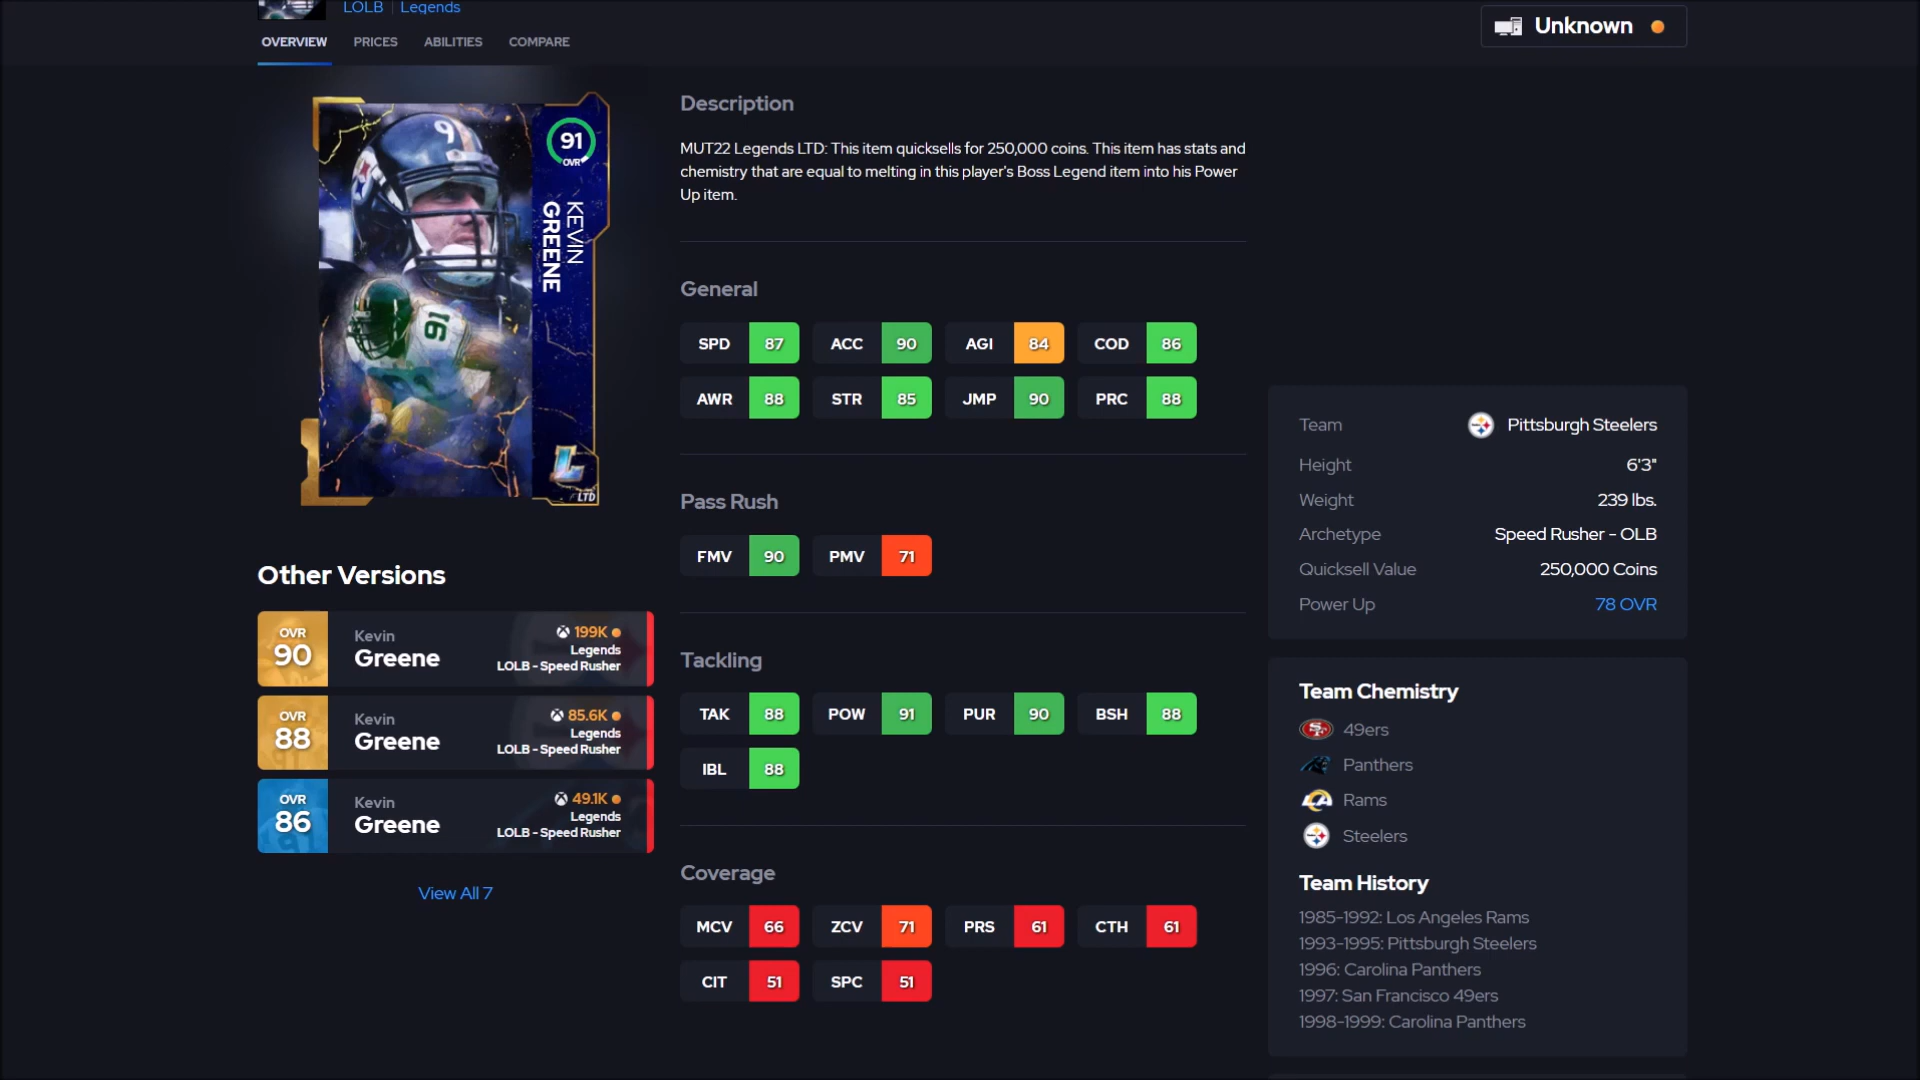 LOLB | Legends
OVERVIEW PRICES ABILITIES COMPARE
Unknown
9
91
OVR
KEVIN
GREENE
91
L
LTD
Description
MUT22 Legends LTD: This item quicksells for 250,000 coins. This item has stats and
chemistry that are equal to melting in this player's Boss Legend item into his Power
Up item.
General
SPD 87 ACC 90 AGI 84 COD 86
AWR 88 STR 85 JMP 90 PRC 88
Pass Rush
FMV 90 PMV 71
Tackling
TAK 88 POW 91 PUR 90 BSH 88
IBL 88
Coverage
MCV 66 ZCV 71 PRS 61 CTH 61
CIT 51 SPC 51
Other Versions
OVR
90
Kevin
Greene
199K
Legends
LOLB - Speed Rusher
OVR
88
Kevin
Greene
85.6K
Legends
LOLB - Speed Rusher
OVR
86
Kevin
Greene
49.1K
Legends
LOLB - Speed Rusher
View All 7
Team Pittsburgh Steelers
Height 6'3"
Weight 239 lbs.
Archetype Speed Rusher - OLB
Quicksell Value 250,000 Coins
Power Up 78 OVR
Team Chemistry
49ers
Panthers
Rams
Steelers
Team History
1985-1992: Los Angeles Rams
1993-1995: Pittsburgh Steelers
1996: Carolina Panthers
1997: San Francisco 49ers
1998-1999: Carolina Panthers